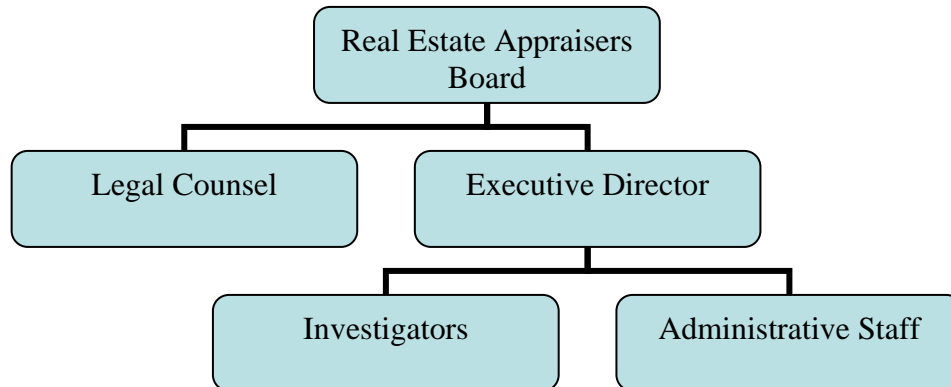 Real Estate Appraisers
Board
Legal Counsel
Executive Director
Investigators
Administrative Staff